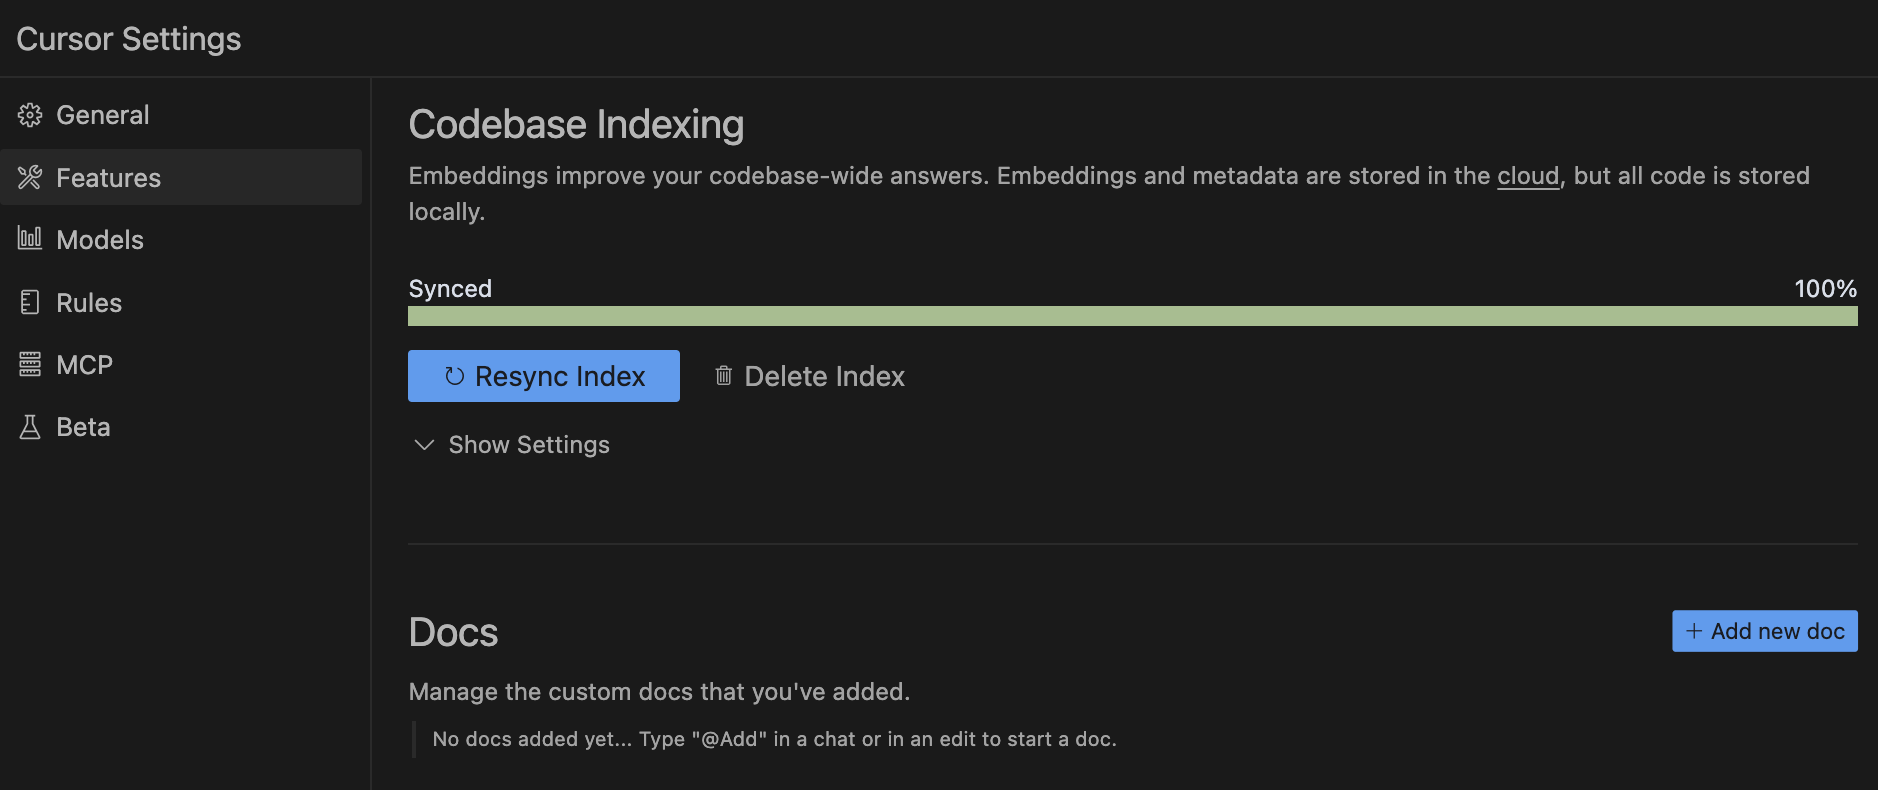 Cursor Settings
General
Features
Models
Rules
MCP
Beta
Codebase Indexing
Embeddings improve your codebase-wide answers. Embeddings and metadata are stored in the cloud, but all code is stored
locally.
Synced 100%
Resync Index Delete Index
Show Settings
Docs
+ Add new doc
Manage the custom docs that you've added.
No docs added yet... Type "@Add" in a chat or in an edit to start a doc.